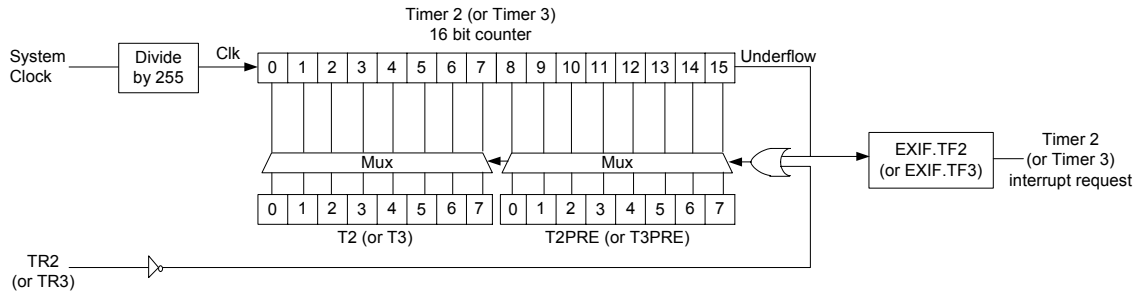 Timer 2 (or Timer 3)
16 bit counter
System
Clock
Divide
by 255
Clk
0 1 2 3 4 5 6 7 8 9 10 11 12 13 14 15
Underflow
Mux
Mux
EXIF.TF2
(or EXIF.TF3)
Timer 2
(or Timer 3)
interrupt request
0 1 2 3 4 5 6 7
0 1 2 3 4 5 6 7
T2 (or T3)
T2PRE (or T3PRE)
TR2
(or TR3)